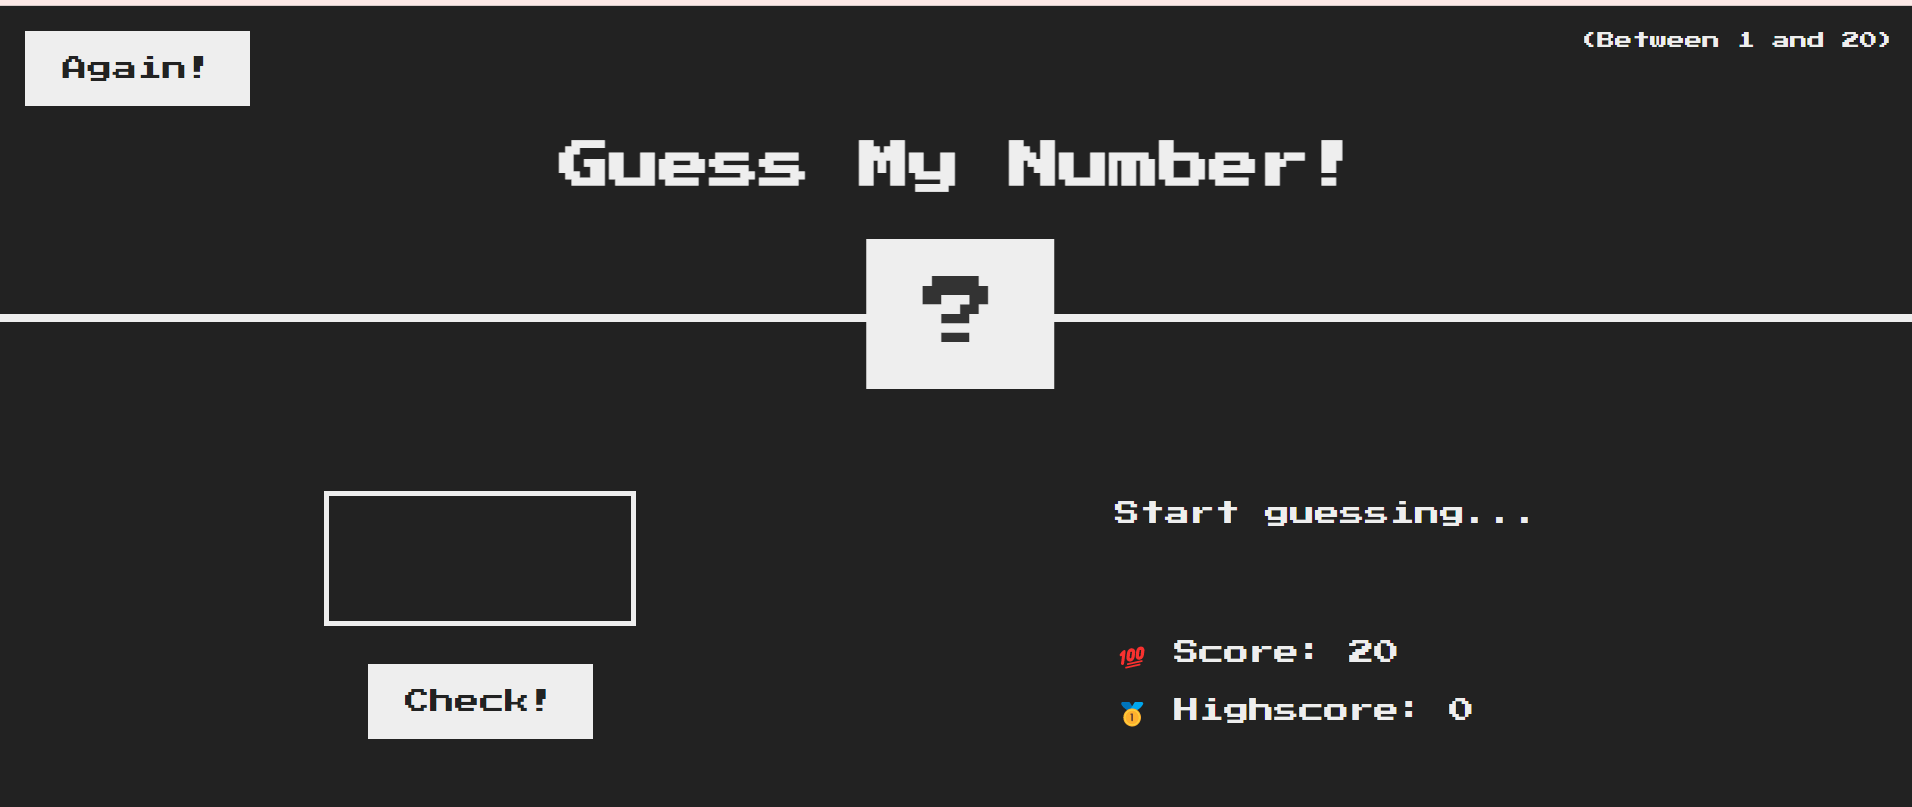 Again!
(Between 1 and 20)
Guess My Number!
?
Start guessing...
💯 Score: 20
Check!
🥇 Highscore: 0